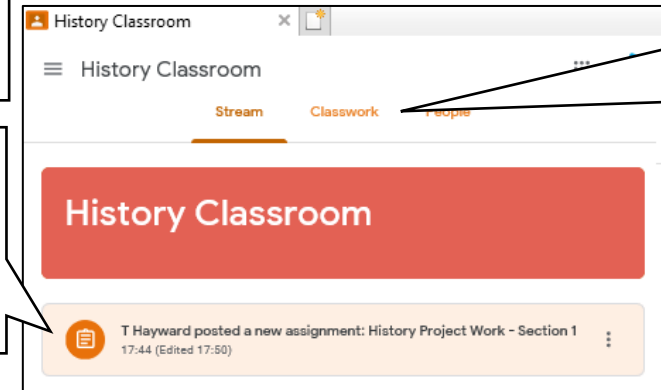 History Classroom
History Classroom
Stream Classwork People
History Classroom
T Hayward posted a new assignment: History Project Work - Section 1
17:44 (Edited 17:50)